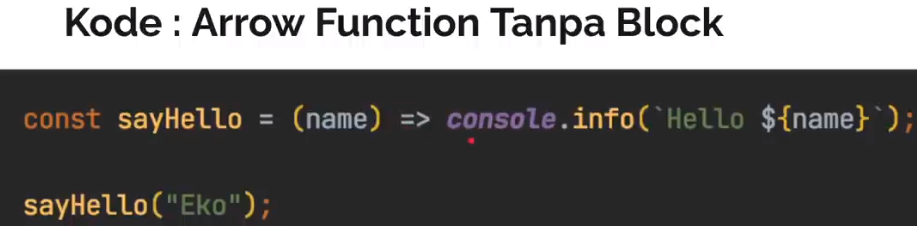 Kode : Arrow Function Tanpa Block
const sayHello = (name) => console.info(`Hello ${name}`);
sayHello("Eko");